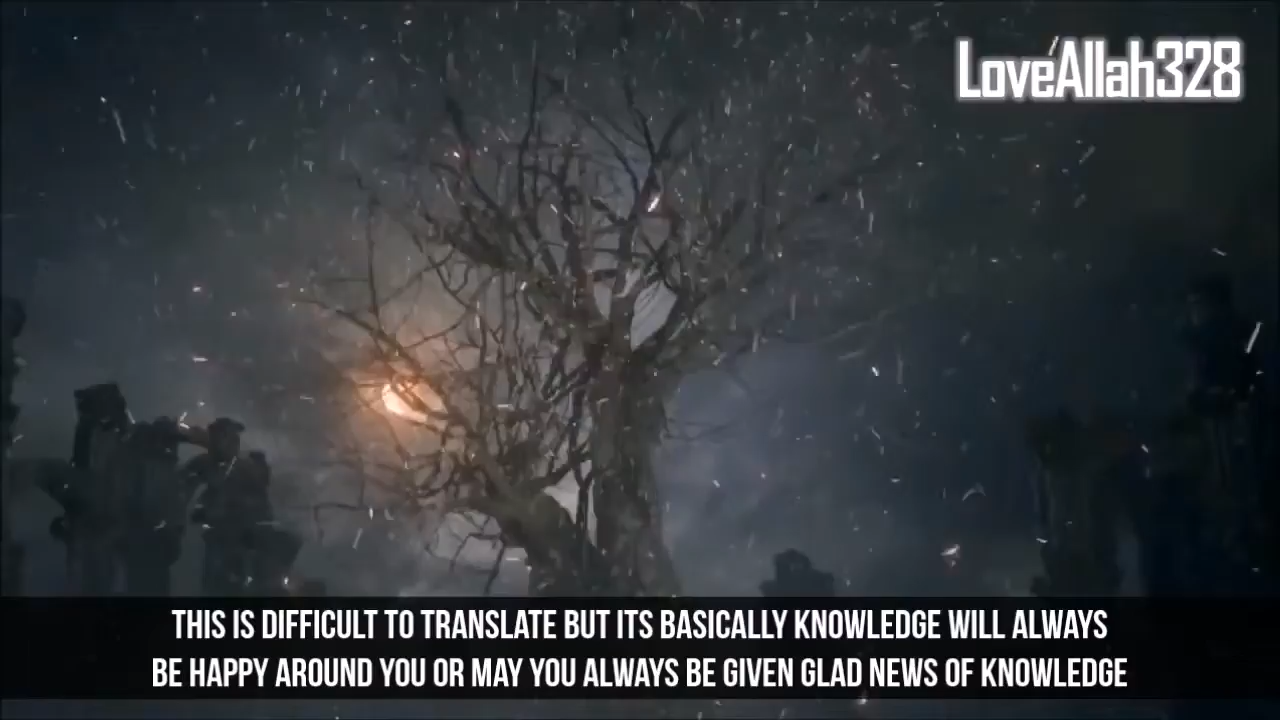 LoveAllah328
THIS IS DIFFICULT TO TRANSLATE BUT ITS BASICALLY KNOWLEDGE WILL ALWAYS
BE HAPPY AROUND YOU OR MAY YOU ALWAYS BE GIVEN GLAD NEWS OF KNOWLEDGE